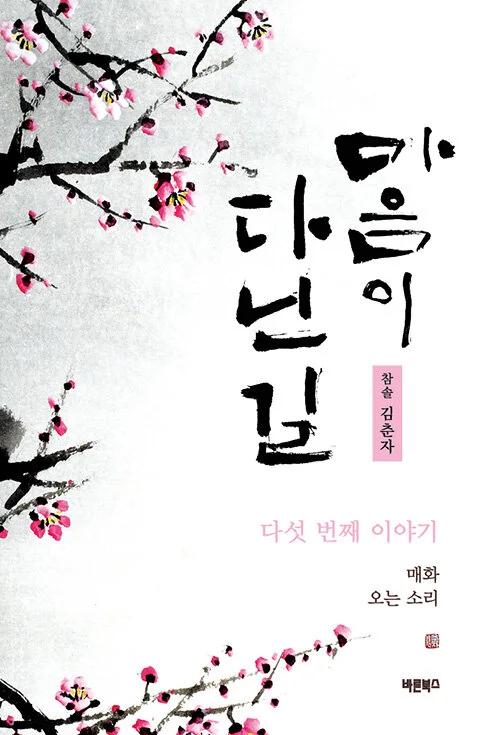 마음이
다닌길
참솔 김춘자
다섯 번째 이야기
매화
오는 소리
바른북스